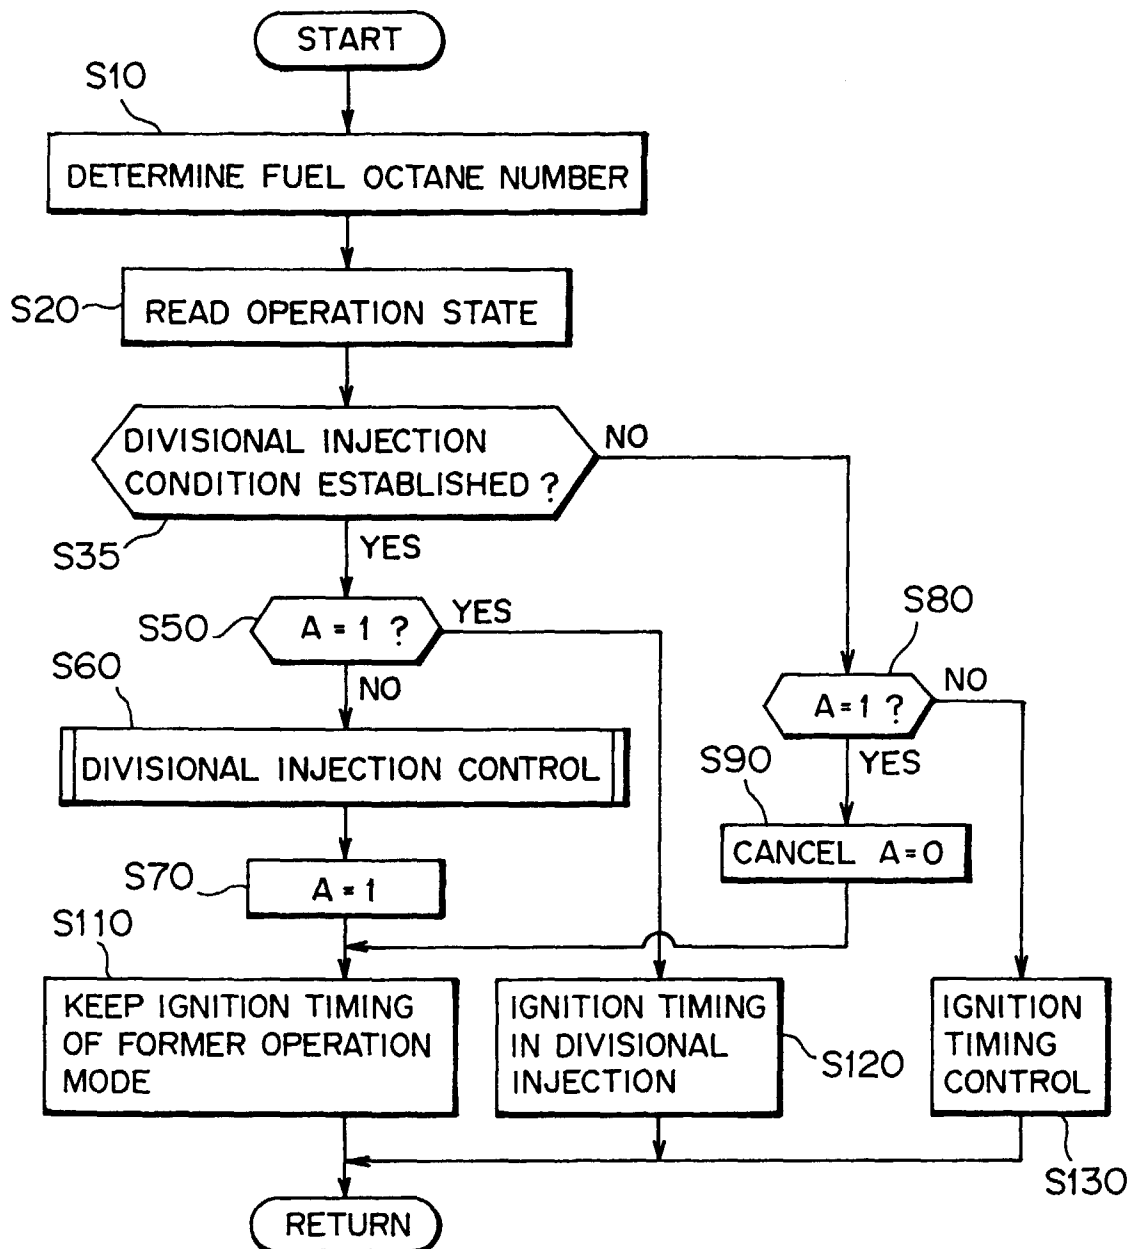 START
S10
DETERMINE FUEL OCTANE NUMBER
S20
READ OPERATION STATE
DIVISIONAL INJECTION
CONDITION ESTABLISHED ?
NO
S35
YES
S50
A = 1 ?
YES
S80
S60
NO
A = 1 ?
NO
DIVISIONAL INJECTION CONTROL
S90
YES
CANCEL A = 0
S70
A = 1
S110
KEEP IGNITION TIMING
OF FORMER OPERATION
MODE
IGNITION TIMING
IN DIVISIONAL
INJECTION
S120
IGNITION
TIMING
CONTROL
S130
RETURN